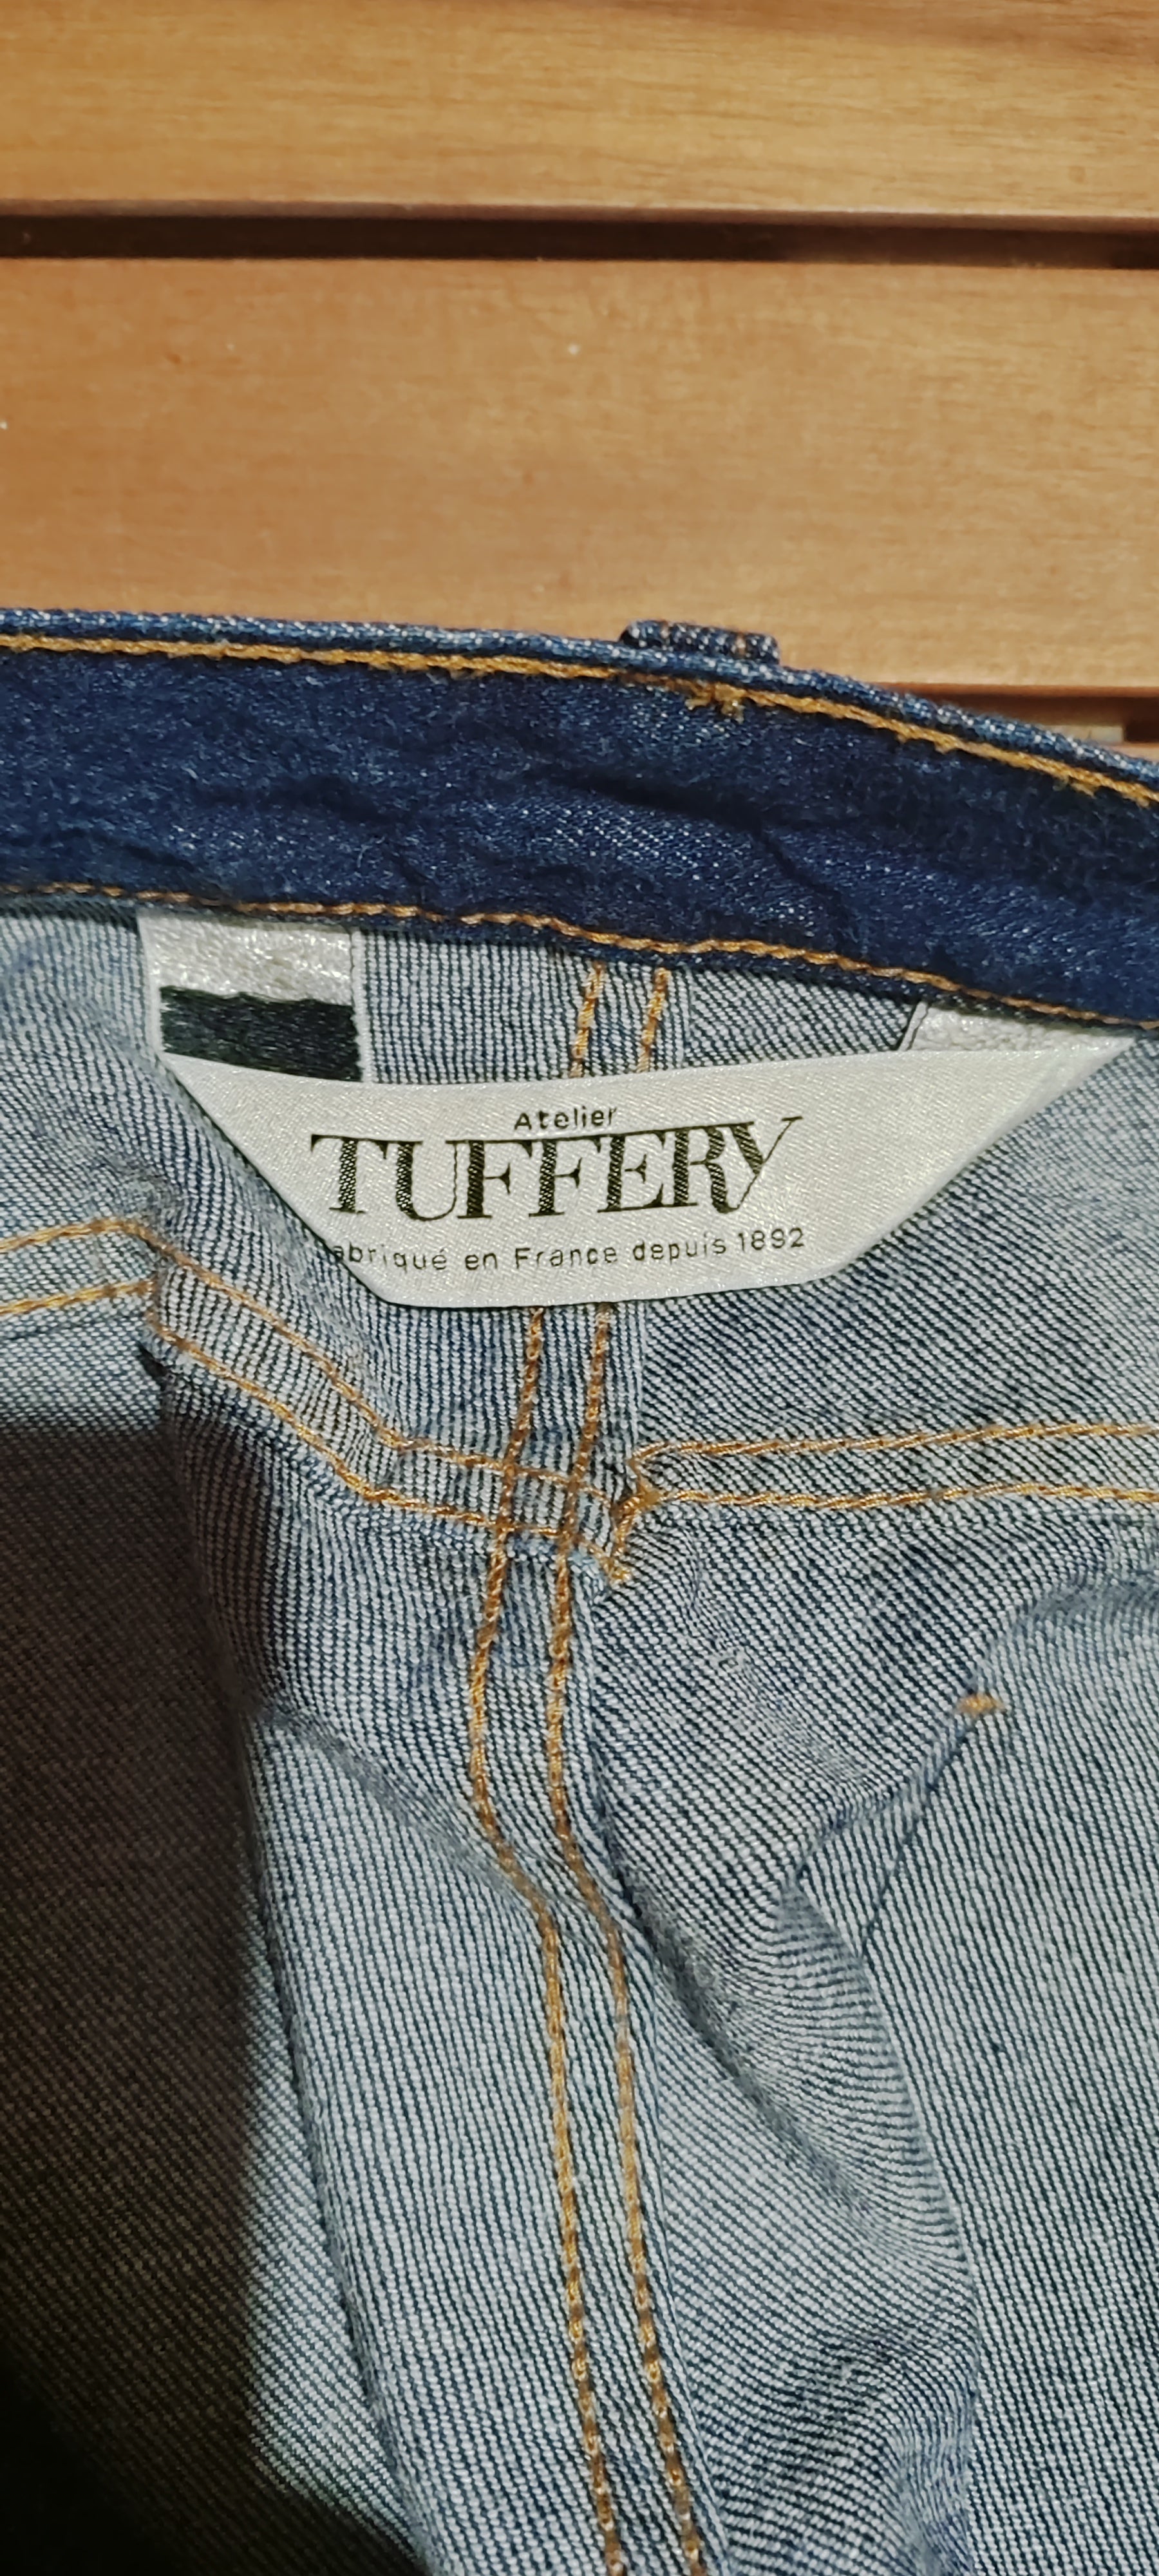 Atelier
TUFFERY
abriqué en France depuis 1892